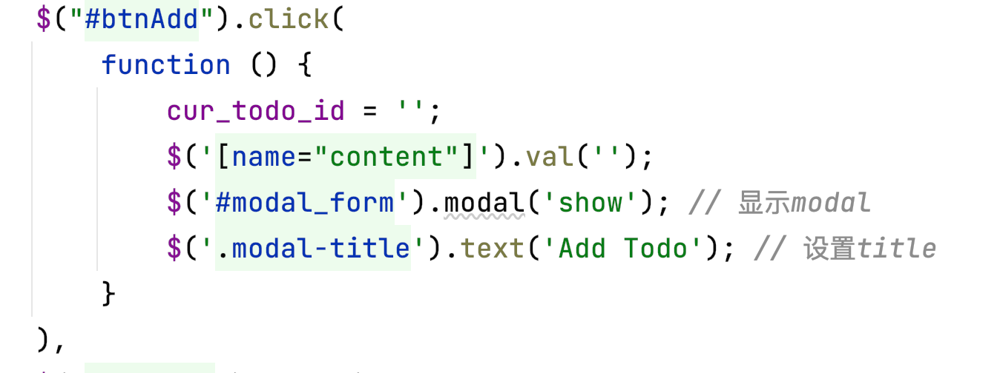 $("#btnAdd").click(
    function () {
        cur_todo_id = '';
        $('[name="content"]').val('');
        $('#modal_form').modal('show'); // 显示modal
        $('.modal-title').text('Add Todo'); // 设置title
    }
),